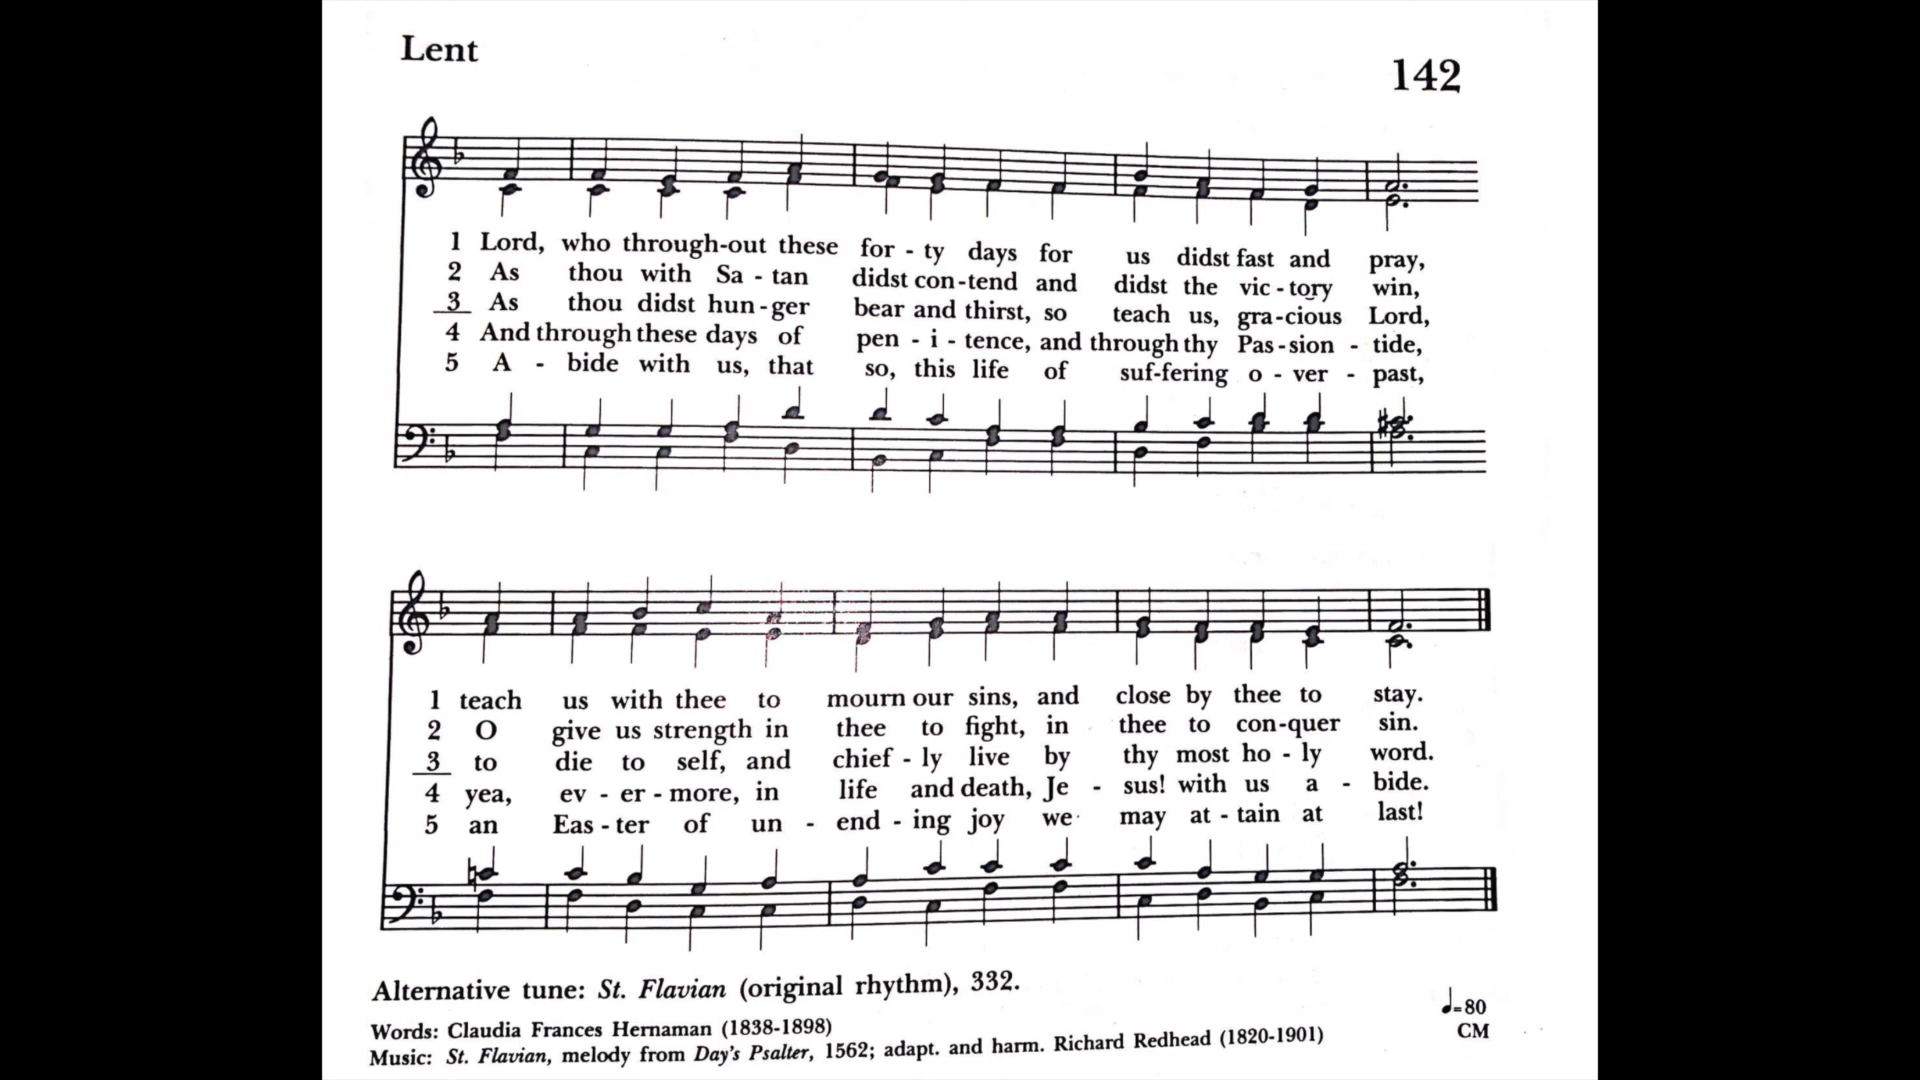 Lent
142
1 Lord, who through-out these for - ty days for us didst fast and pray,
2 As thou with Sa - tan didst con-tend and didst the vic - tory win,
3 As thou didst hun-ger bear and thirst, so teach us, gra-cious Lord,
4 And through these days of pen - i - tence, and through thy Pas-sion - tide,
5 A - bide with us, that so, this life of suf-fering o - ver - past,
1 teach us with thee to mourn our sins, and close by thee to stay.
2 O give us strength in thee to fight, in thee to con-quer sin.
3 to die to self, and chief - ly live by thy most ho - ly word.
4 yea, ev - er - more, in life and death, Je - sus! with us a - bide.
5 an Eas - ter of un - end - ing joy we may at - tain at last!
Alternative tune: St. Flavian (original rhythm), 332.
♩=80
Words: Claudia Frances Hernaman (1838-1898)
CM
Music: St. Flavian, melody from Day's Psalter, 1562; adapt. and harm. Richard Redhead (1820-1901)